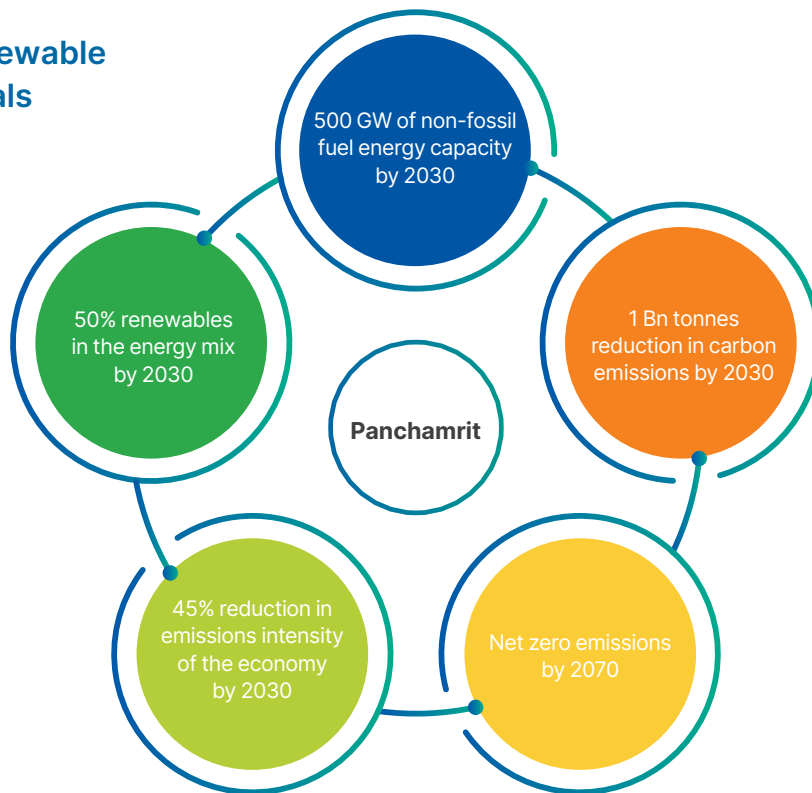 500 GW of non-fossil
fuel energy capacity
by 2030
1 Bn tonnes
reduction in carbon
emissions by 2030
Net zero emissions
by 2070
45% reduction in
emissions intensity
of the economy
by 2030
50% renewables
in the energy mix
by 2030
Panchamrit